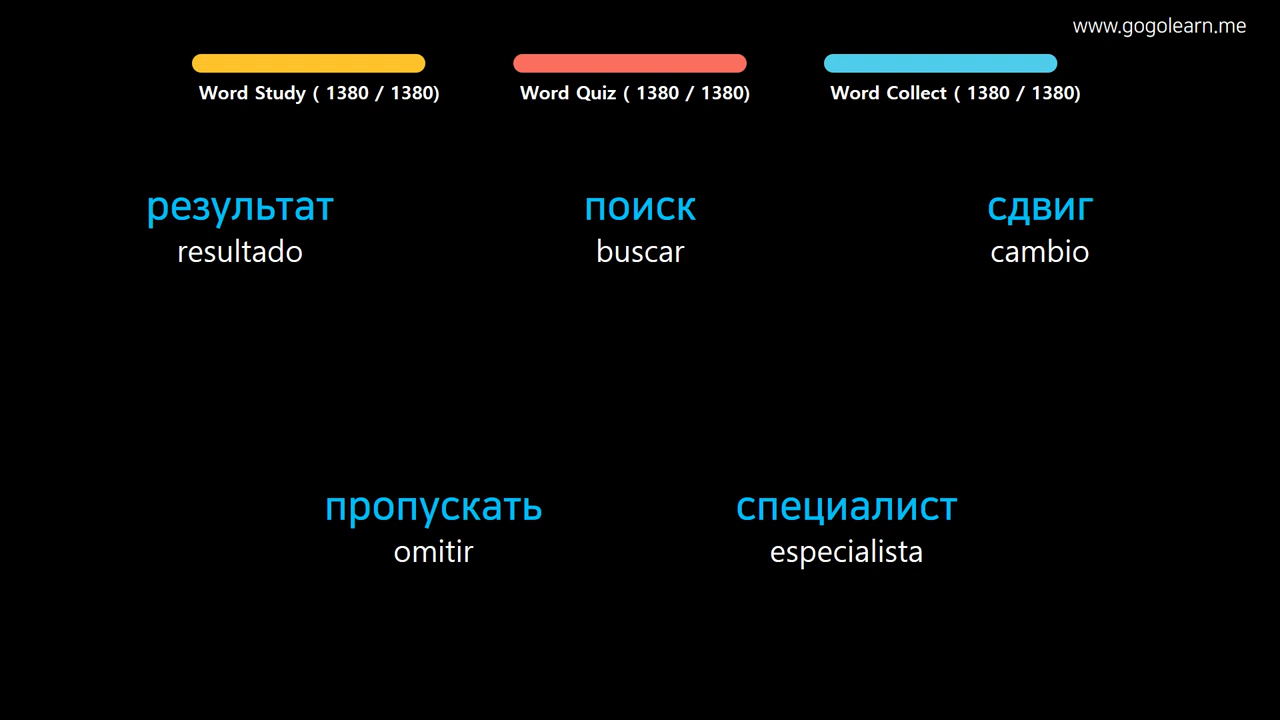 www.gogolearn.me
Word Study ( 1380 / 1380)
Word Quiz ( 1380 / 1380)
Word Collect ( 1380 / 1380)
результат
resultado
поиск
buscar
сдвиг
cambio
пропускать
omitir
специалист
especialista